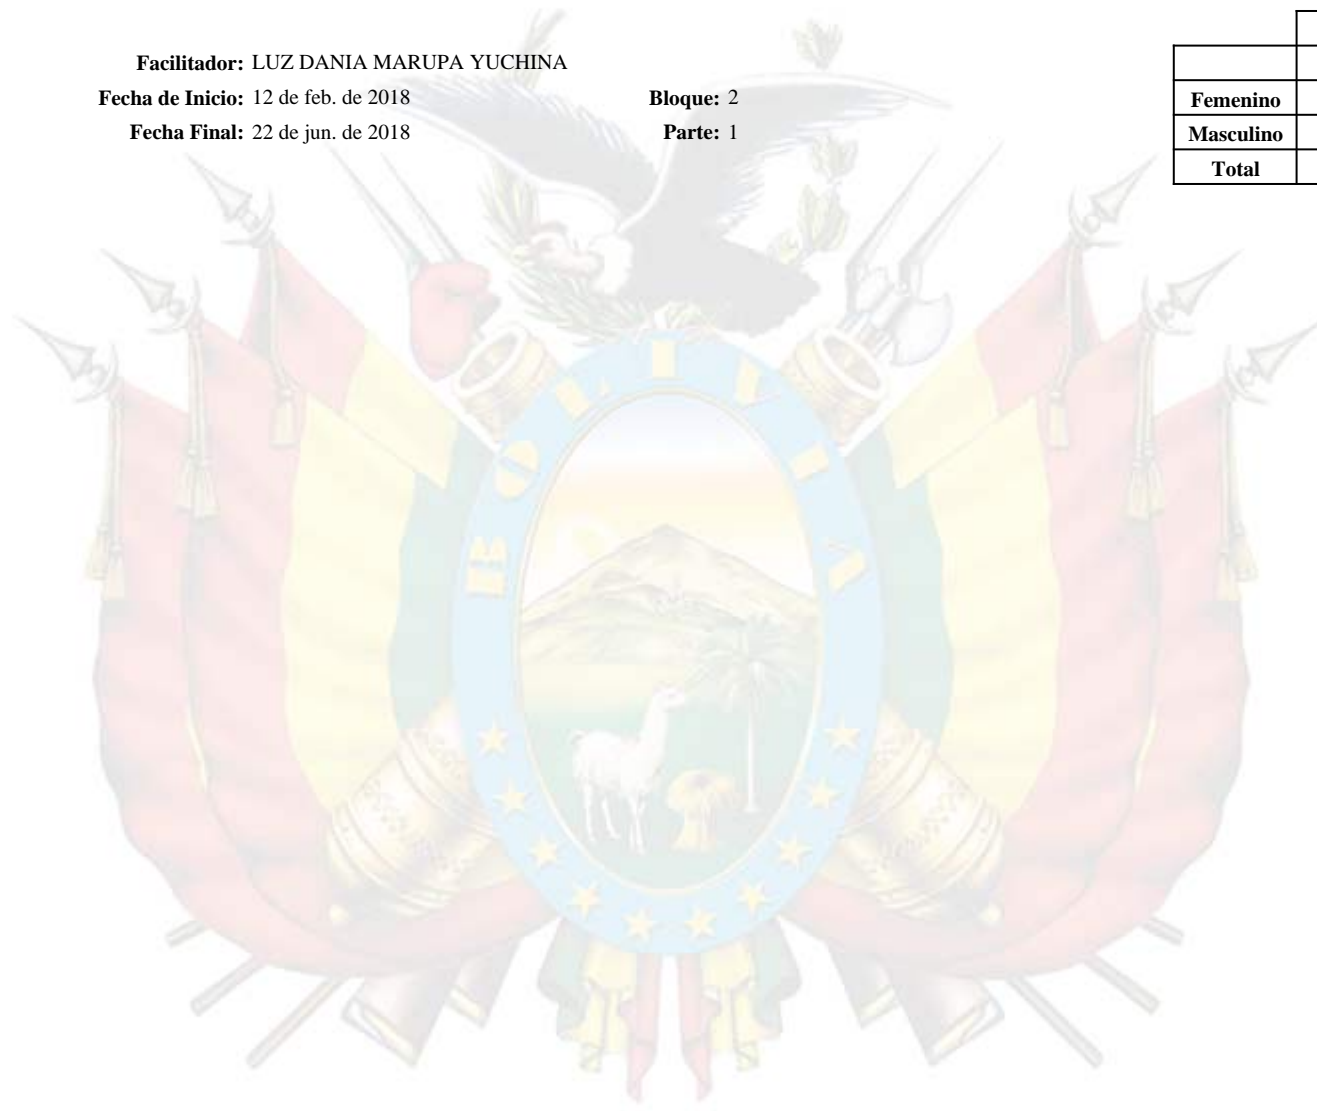 Facilitador: LUZ DANIA MARUPA YUCHINA
Fecha de Inicio: 12 de feb. de 2018 Bloque: 2
Fecha Final: 22 de jun. de 2018 Parte: 1
Femenino
Masculino
Total
BOLIVIA